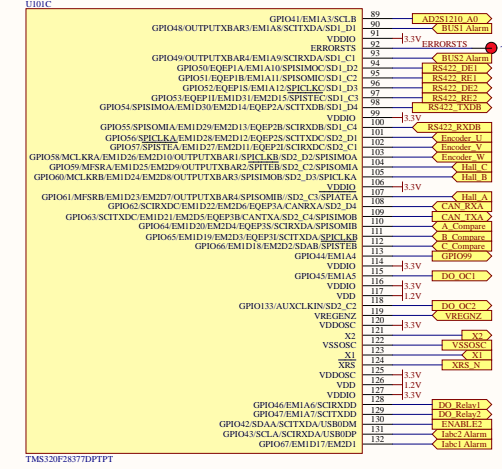 U101C
GPIO41/EM1A3/SCLB 89 AD2S1210_A0
GPIO48/OUTPUTXBAR3/EM1A8/SCITXDA/SD1_D1 90 BUS1 Alarm
VDDIO 91 3.3V
ERRORSTS 92 ERRORSTS
GPIO49/OUTPUTXBAR4/EM1A9/SCIRXDA/SD1_C1 93 BUS2 Alarm
GPIO50/EQEP1A/EM1A10/SPISIMOC/SD1_D2 94 RS422_DE1
GPIO51/EQEP1B/EM1A11/SPISOMIC/SD1_C2 95 RS422_RE1
GPIO52/EQEP1S/EM1A12/SPICLKC/SD1_D3 96 RS422_DE2
GPIO53/EQEP1I/EM1D31/EM2D15/SPISTEC/SD1_C3 97 RS422_RE2
GPIO54/SPISIMOA/EM1D30/EM2D14/EQEP2A/SCITXDB/SD1_D4 98 RS422_TXDB
VDDIO 99 3.3V
GPIO55/SPISIMIA/EM1D29/EM2D13/EQEP2B/SCIRXDB/SD1_C4 100 RS422_RXDB
GPIO56/SPICLKA/EM1D28/EM2D12/EQEP2S/SCITXDC/SD2_D1 101 Encoder_U
GPIO57/SPISTEA/EM1D27/EM2D11/EQEP2I/SCIRXDC/SD2_C1 102 Encoder_V
GPIO58/MCLKRA/EM1D26/EM2D10/OUTPUTXBAR1/SPICLKB/SD2_D2/SPISIMOA 103 Encoder_W
GPIO59/MFSRA/EM1D25/EM2D9/OUTPUTXBAR2/SPITEB/SD2_C2/SPISOMIA 104 Hall_C
GPIO60/MCLKRB/EM1D24/EM2D8/OUTPUTXBAR3/SPISIMOB/SD2_D3/SPICLKA 105 Hall_B
VDDIO 106 3.3V
GPIO61/MFSRB/EM1D23/EM2D7/OUTPUTXBAR4/SPISOMIB//SD2_C3/SPIATEA 107 Hall_A
GPIO62/SCIRXDC/EM1D22/EM2D6/EQEP3A/CANRXA/SD2_D4 108 CAN_RXA
GPIO63/SCITXDC/EM1D21/EM2D5/EQEP3B/CANTXA/SD2_C4/SPISIMOB 109 CAN_TXA
GPIO64/EM1D20/EM2D4/EQEP3S/SCIRXDA/SPISOMIB 110 A_Compare
GPIO65/EM1D19/EM2D3/EQEP3I/SCITXDA/SPICLKB 111 B_Compare
GPIO66/EM1D18/EM2D2/SDAB/SPISTEB 112 C_Compare
GPIO44/EM1A4 113 GPIO99
VDDIO 114 3.3V
GPIO45/EM1A5 115 DO_OC1
VDDIO 116 3.3V
VDD 117 1.2V
GPIO133/AUXCLKIN/SD2_C2 118 DO_OC2
VREGENZ 119 VREGNZ
VDDOSC 120 3.3V
X2 121 X2
VSSOSC 122 VSSOSC
X1 123 X1
XRS 124 XRS_N
VDDOSC 125 3.3V
VDD 126 1.2V
VDDIO 127 3.3V
GPIO46/EM1A6/SCIRXDD 128 DO_Relay1
GPIO47/EM1A7/SCITXDD 129 DO_Relay2
GPIO42/SDAA/SCITXDA/USB0DM 130 ENABLE2
GPIO43/SCLA/SCIRXDA/USB0DP 131 Iabc2 Alarm
GPIO67/EM1D17/EM2D1 132 Iabc1 Alarm
TMS320F28377DPTPT